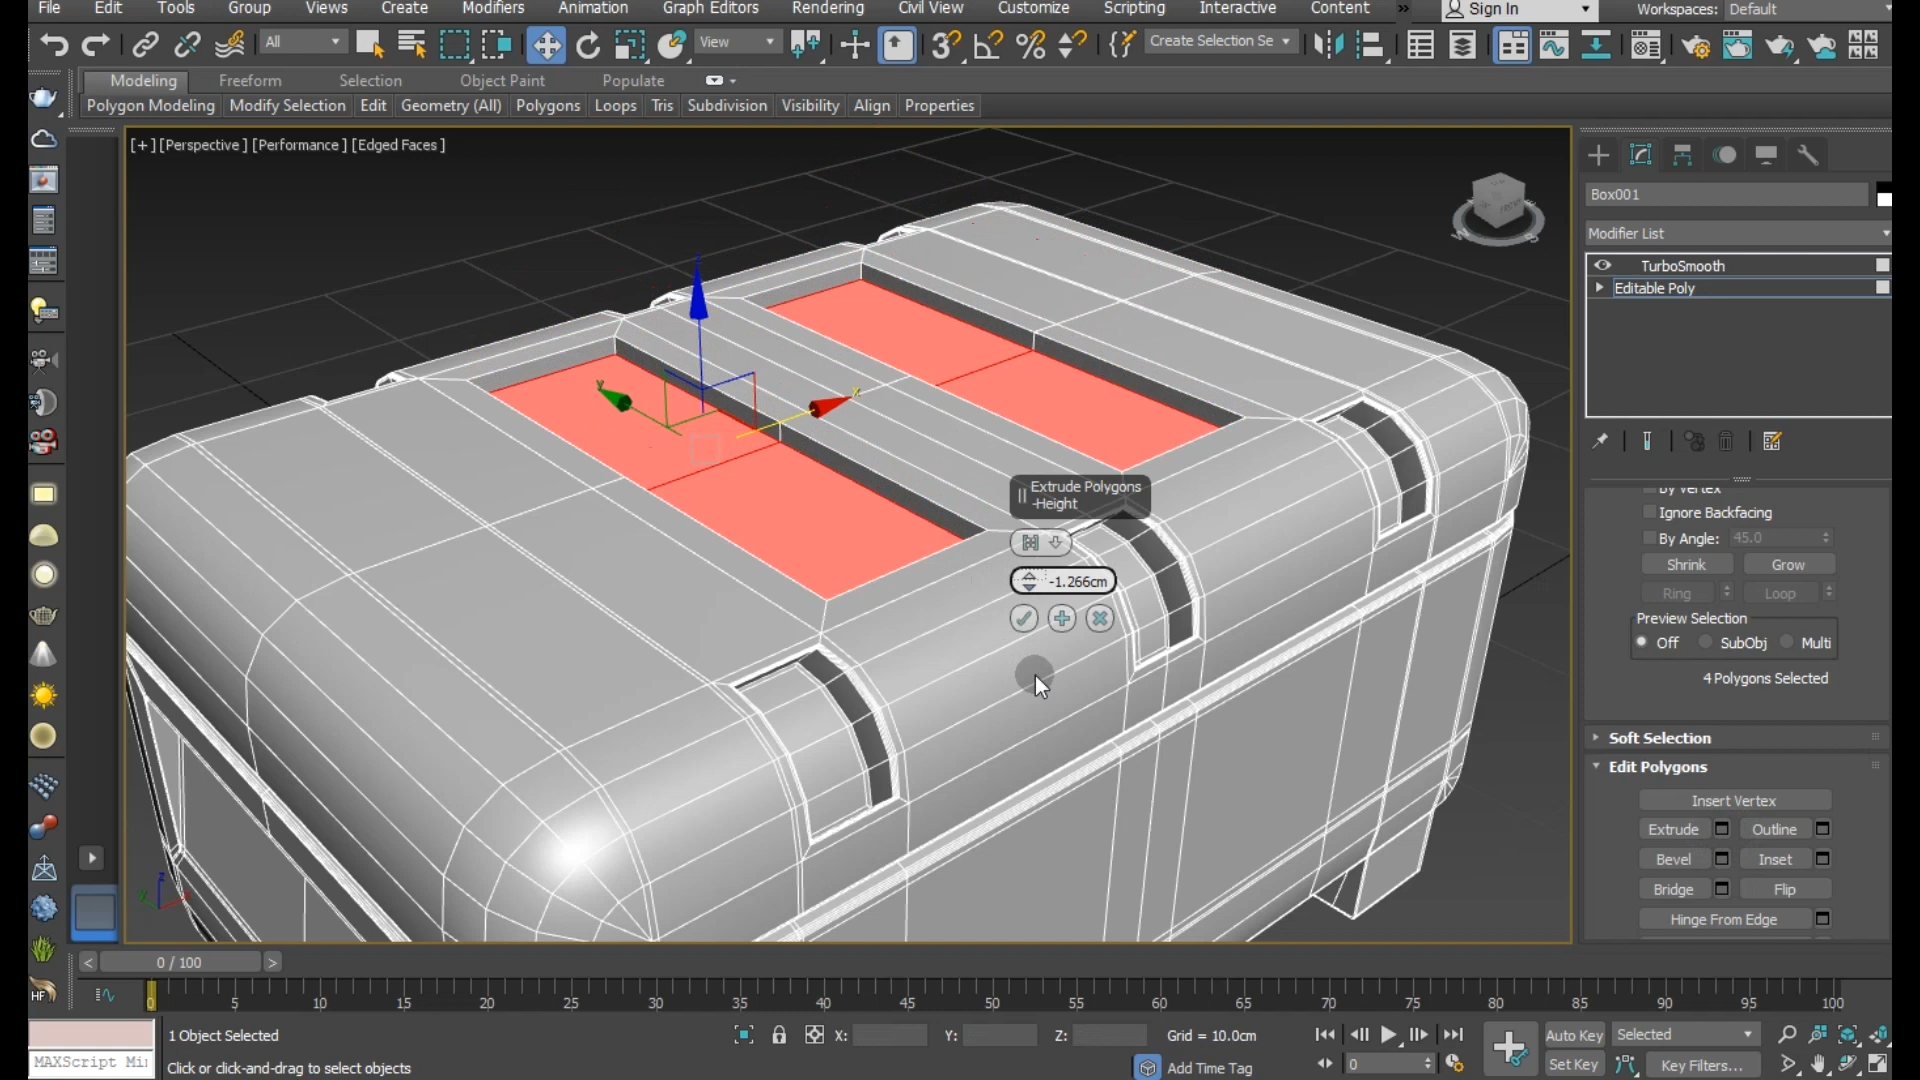 File Edit Tools Group Views Create Modifiers Animation Graph Editors Rendering Civil View Customize Scripting Interactive Content » Sign In Workspaces: Default
All View Create Selection Se
Modeling Freeform Selection Object Paint Populate
Polygon Modeling Modify Selection Edit Geometry (All) Polygons Loops Tris Subdivision Visibility Align Properties
[+] [Perspective] [Performance] [Edged Faces]
Box001
Modifier List
TurboSmooth
Editable Poly
By Vertex
Ignore Backfacing
By Angle: 45.0
Shrink Grow
Ring Loop
Preview Selection
Off SubObj Multi
4 Polygons Selected
Soft Selection
Edit Polygons
Insert Vertex
Extrude Outline
Bevel Inset
Bridge Flip
Hinge From Edge
Extrude Polygons
-Height
-1.266cm
z
x
y
HF
< 0 / 100 >
0 5 10 15 20 25 30 35 40 45 50 55 60 65 70 75 80 85 90 95 100
1 Object Selected X: Y: Z: Grid = 10.0cm Auto Key Selected
MAXScript Mi
Click or click-and-drag to select objects Add Time Tag 0 Set Key Key Filters...